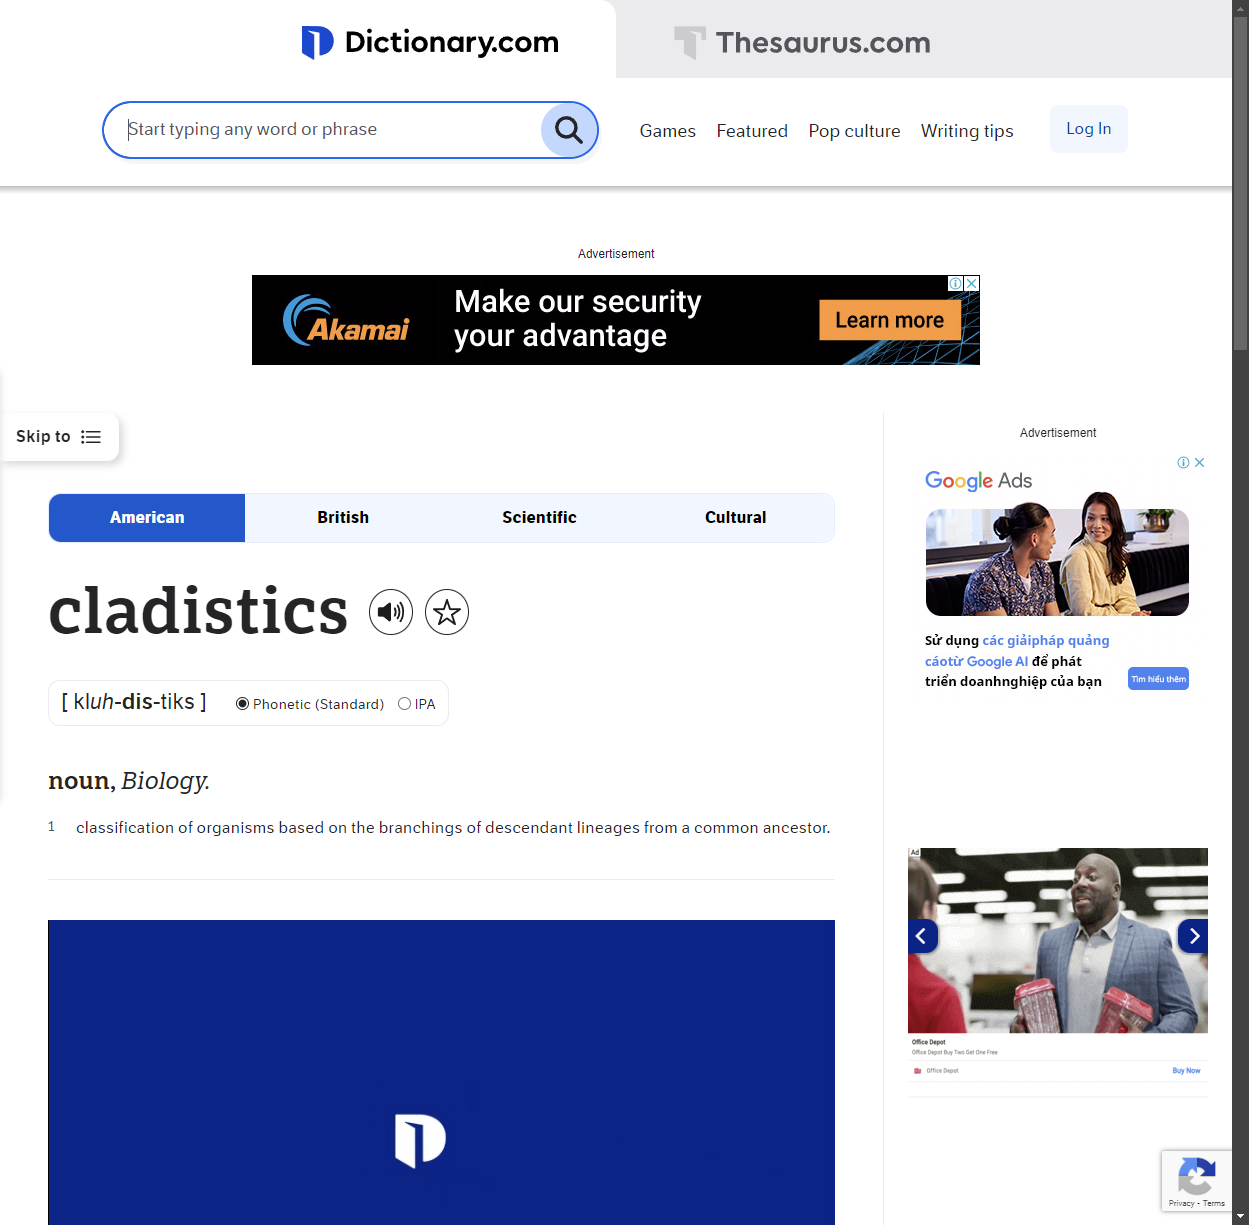 Dictionary.com
Thesaurus.com
Start typing any word or phrase
Games
Featured
Pop culture
Writing tips
Log In
Advertisement
Akamai
Make our security
your advantage
Learn more
Skip to
Advertisement
Google Ads
Sử dụng các giảipháp quảng
cáotừ Google AI để phát
triển doanhnghiệp của bạn
Tìm hiểu thêm
American
British
Scientific
Cultural
cladistics
[ kluh-dis-tiks ]
Phonetic (Standard)
IPA
noun, Biology.
1 classification of organisms based on the branchings of descendant lineages from a common ancestor.
Ad
Office Depot
Office Depot Buy Two Get One Free
Office Depot
Buy Now
Privacy - Terms